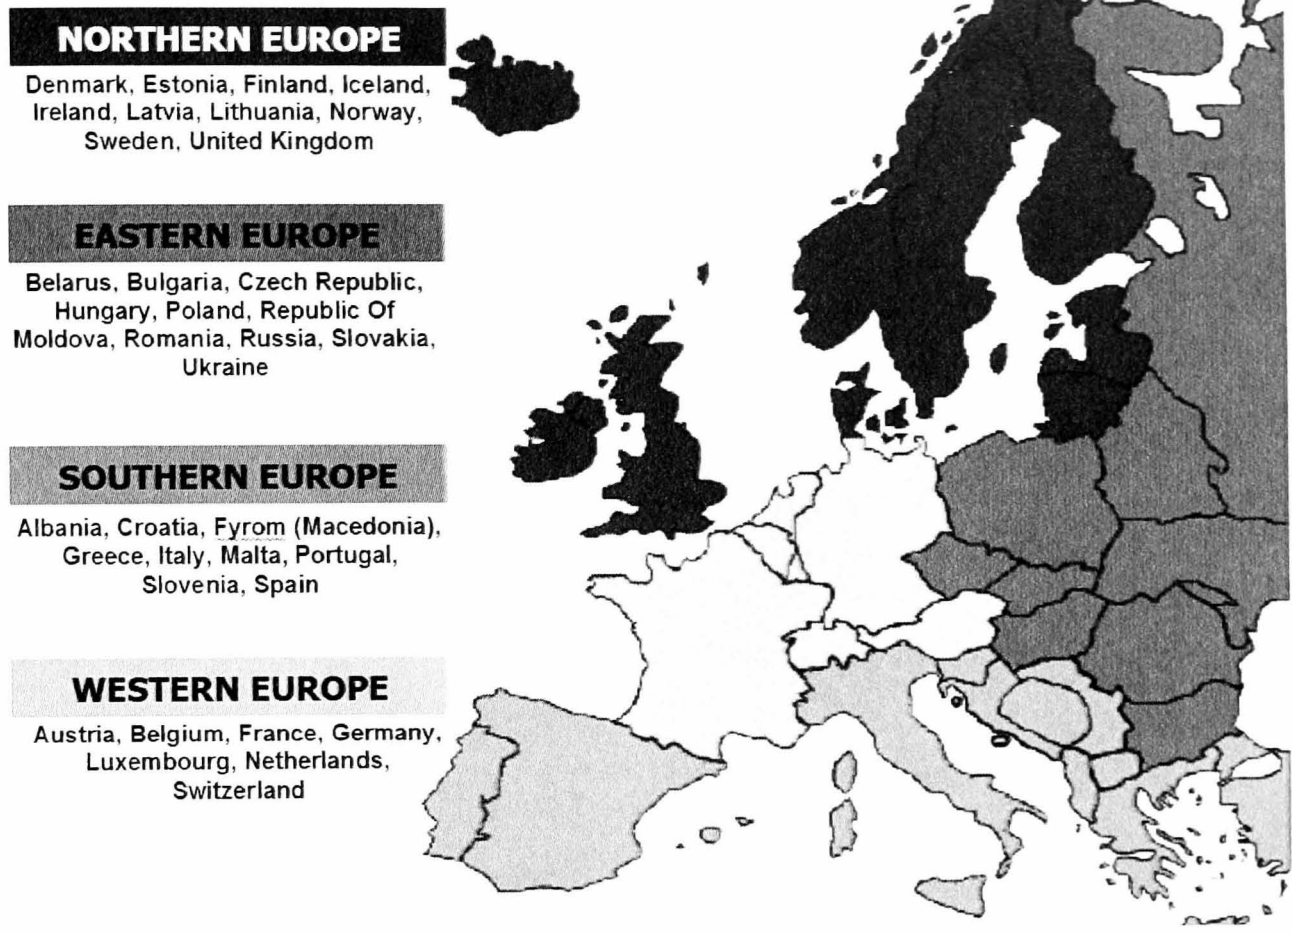 NORTHERN EUROPE
Denmark, Estonia, Finland, Iceland,
Ireland, Latvia, Lithuania, Norway,
Sweden, United Kingdom
EASTERN EUROPE
Belarus, Bulgaria, Czech Republic,
Hungary, Poland, Republic Of
Moldova, Romania, Russia, Slovakia,
Ukraine
SOUTHERN EUROPE
Albania, Croatia, Fyrom (Macedonia),
Greece, Italy, Malta, Portugal,
Slovenia, Spain
WESTERN EUROPE
Austria, Belgium, France, Germany,
Luxembourg, Netherlands,
Switzerland